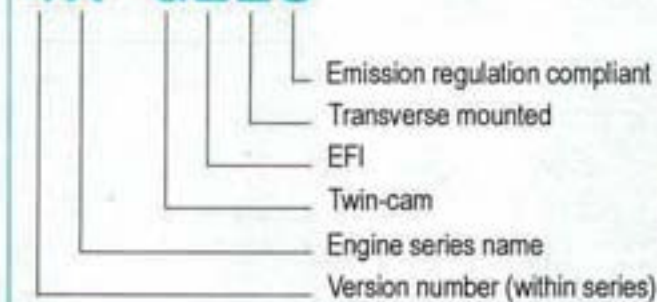 Emission regulation compliant
Transverse mounted
EFI
Twin-cam
Engine series name
Version number (within series)